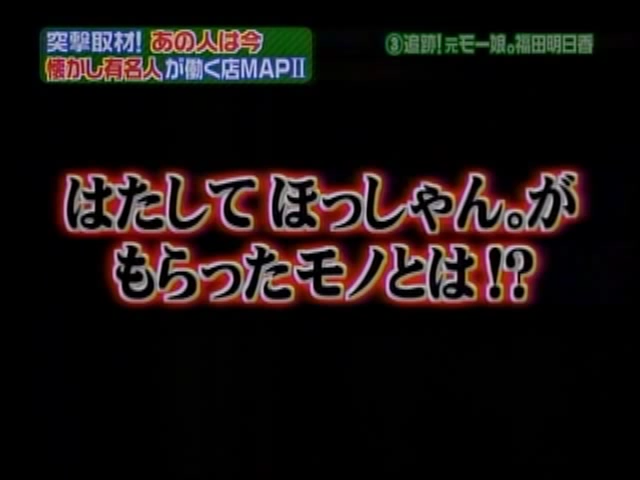 突撃取材! あの人は今
懐かし有名人が働く店MAPⅡ
③追跡!元モー娘。福田明日香
はたして ほっしゃん。が
もらったモノとは!?